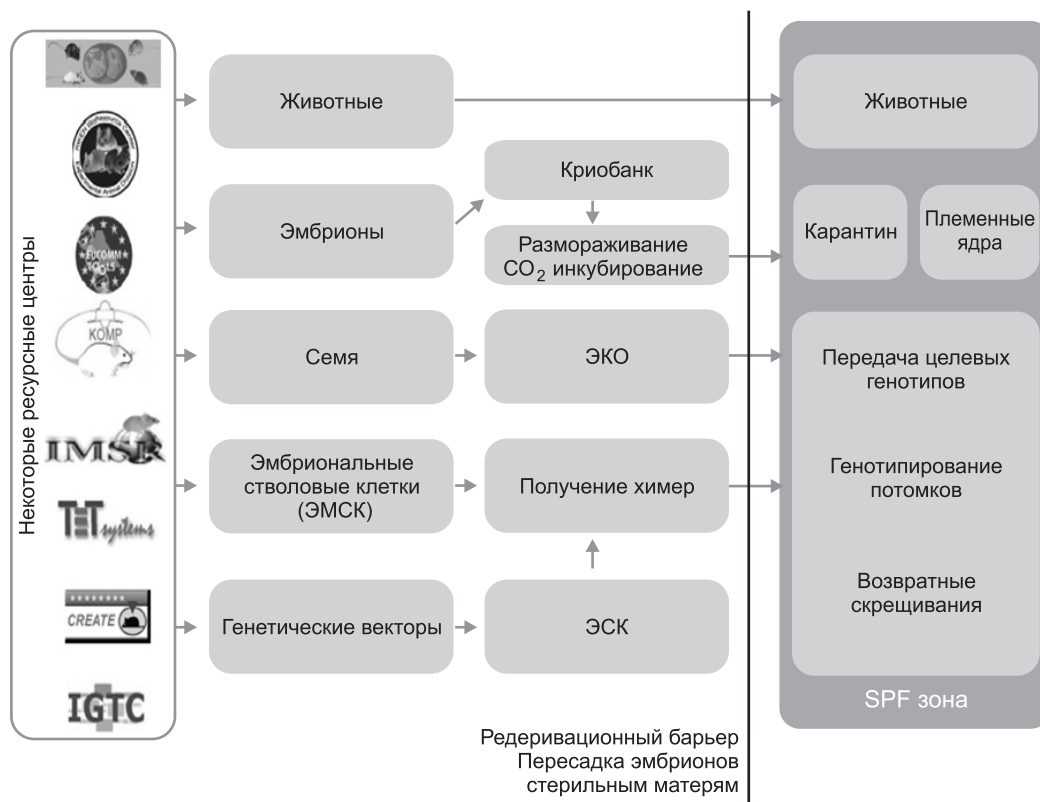 Некоторые ресурсные центры
EUCOMM
TOOLS
KOMP
IMSR
TET systems
CREATE
IGTC
Животные
Эмбрионы
Семя
Эмбриональные
стволовые клетки
(ЭМСК)
Генетические векторы
Криобанк
Размораживание
CO2 инкубирование
ЭКО
Получение химер
ЭСК
Редеривационный барьер
Пересадка эмбрионов
стерильным матерям
Животные
Карантин
Племенные
ядра
Передача целевых
генотипов
Генотипирование
потомков
Возвратные
скрещивания
SPF зона